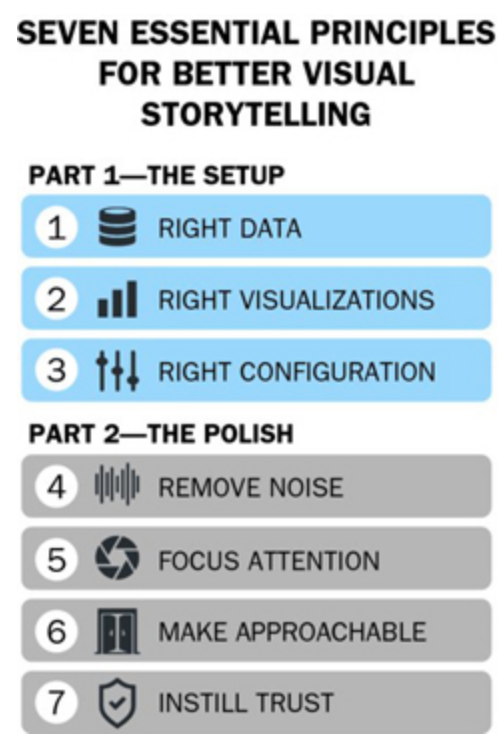 SEVEN ESSENTIAL PRINCIPLES
FOR BETTER VISUAL
STORYTELLING
PART 1—THE SETUP
1 RIGHT DATA
2 RIGHT VISUALIZATIONS
3 RIGHT CONFIGURATION
PART 2—THE POLISH
4 REMOVE NOISE
5 FOCUS ATTENTION
6 MAKE APPROACHABLE
7 INSTILL TRUST